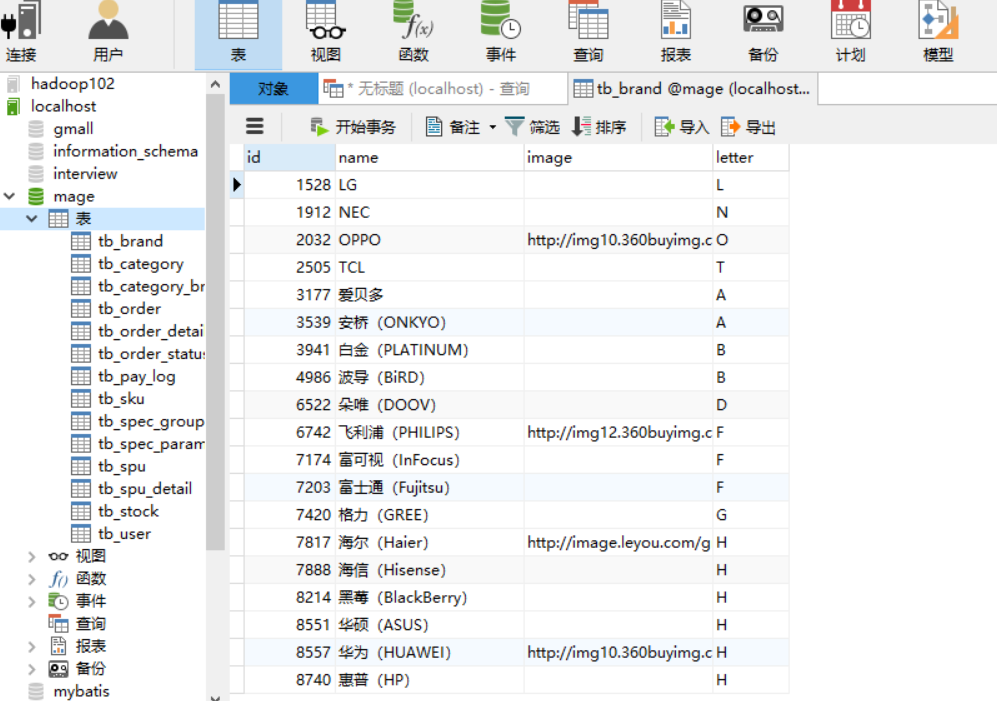 连接 用户 表 视图 函数 事件 查询 报表 备份 计划 模型
hadoop102
localhost
gmall
information_schema
interview
mage
表
tb_brand
tb_category
tb_category_br
tb_order
tb_order_detai
tb_order_status
tb_pay_log
tb_sku
tb_spec_group
tb_spec_param
tb_spu
tb_spu_detail
tb_stock
tb_user
视图
函数
事件
查询
报表
备份
mybatis
对象 * 无标题 (localhost) - 查询 tb_brand @mage (localhost...
开始事务 备注 筛选 排序 导入 导出
id name image letter
1528 LG L
1912 NEC N
2032 OPPO http://img10.360buyimg.c O
2505 TCL T
3177 爱贝多 A
3539 安桥（ONKYO） A
3941 白金（PLATINUM） B
4986 波导（BiRD） B
6522 朵唯（DOOV） D
6742 飞利浦（PHILIPS） http://img12.360buyimg.c F
7174 富可视（InFocus） F
7203 富士通（Fujitsu） F
7420 格力（GREE） G
7817 海尔（Haier） http://image.leyou.com/g H
7888 海信（Hisense） H
8214 黑莓（BlackBerry） H
8551 华硕（ASUS） H
8557 华为（HUAWEI） http://img10.360buyimg.c H
8740 惠普（HP） H